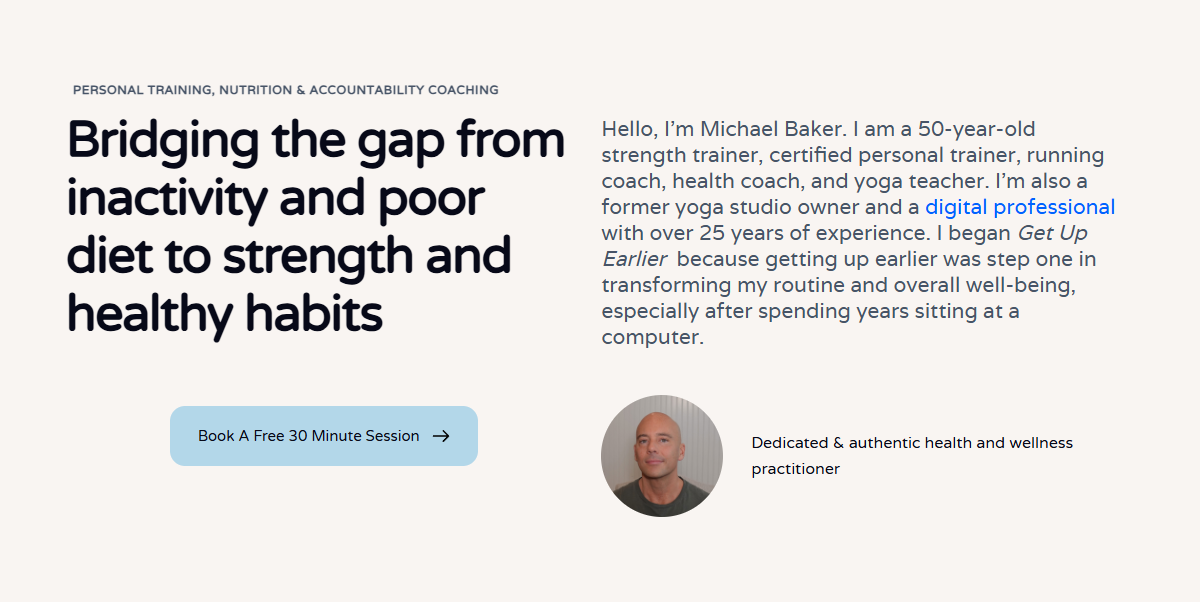 PERSONAL TRAINING, NUTRITION & ACCOUNTABILITY COACHING
Bridging the gap from
inactivity and poor
diet to strength and
healthy habits
Book A Free 30 Minute Session
Hello, I’m Michael Baker. I am a 50-year-old
strength trainer, certified personal trainer, running
coach, health coach, and yoga teacher. I’m also a
former yoga studio owner and a digital professional
with over 25 years of experience. I began Get Up
Earlier because getting up earlier was step one in
transforming my routine and overall well-being,
especially after spending years sitting at a
computer.
Dedicated & authentic health and wellness
practitioner